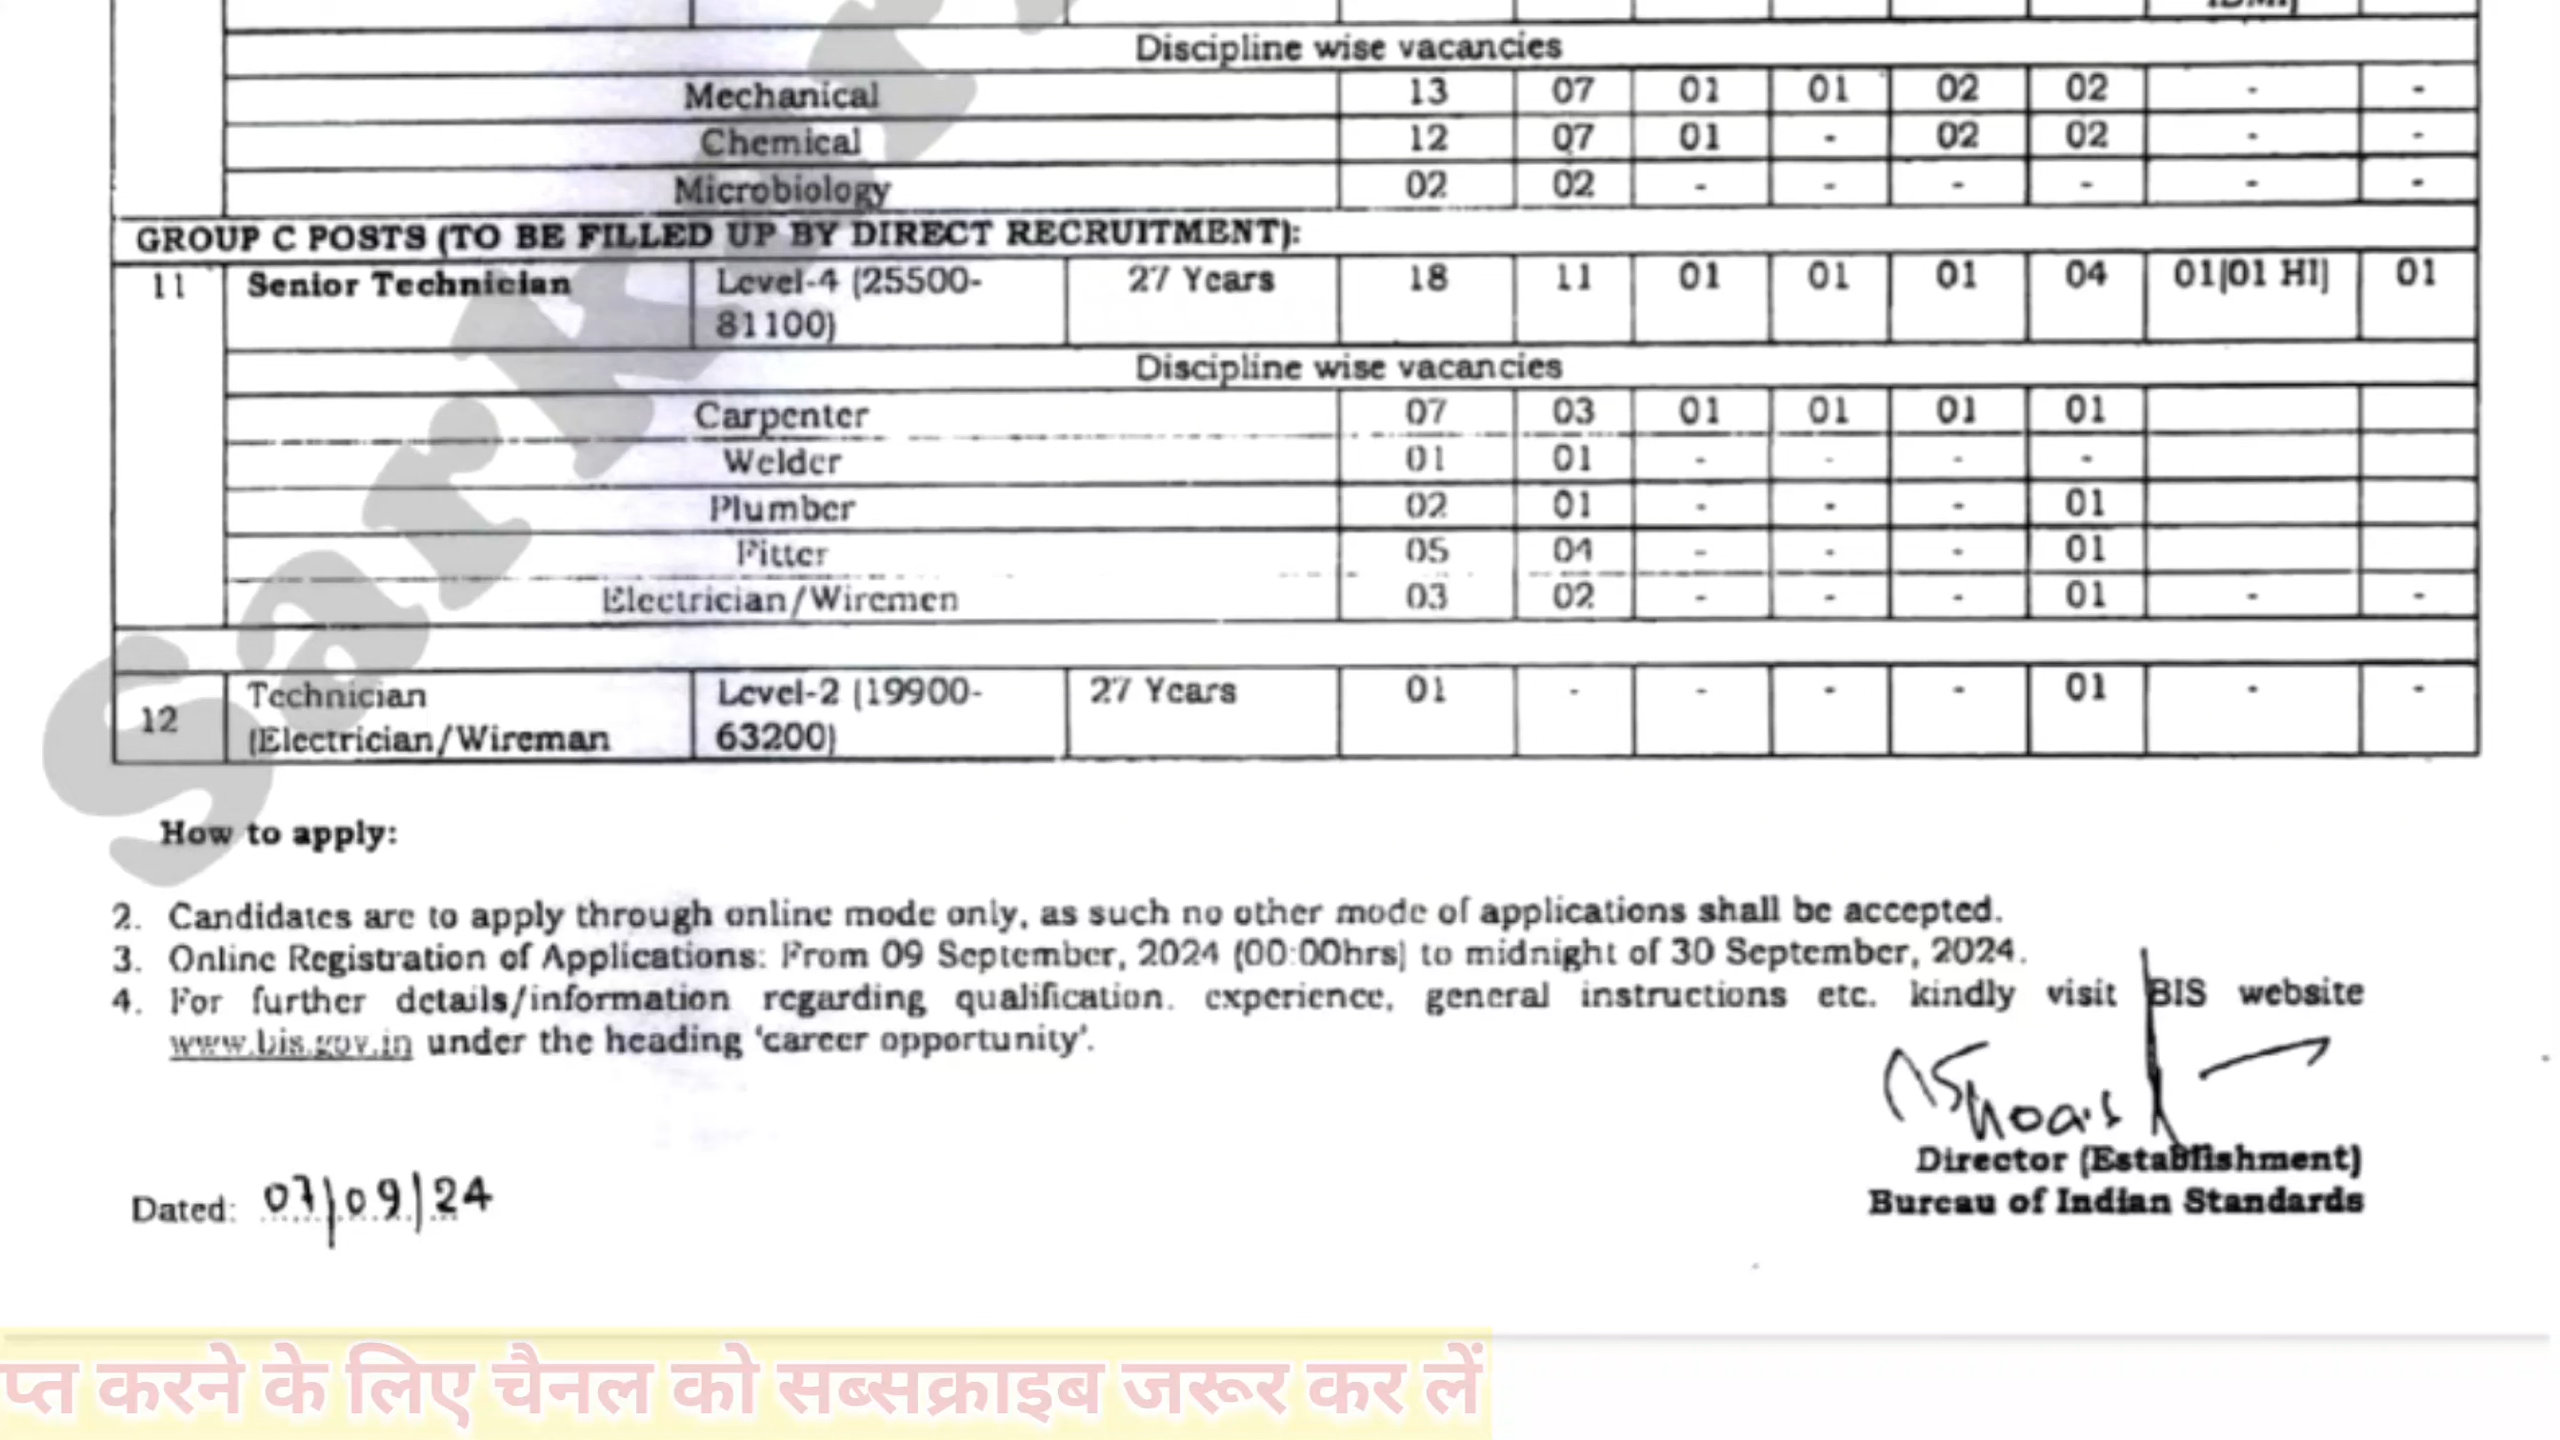 Discipline wise vacancies
Mechanical 13 07 01 01 02 02 - -
Chemical 12 07 01 - 02 02 - -
Microbiology 02 02 - - - - - -
GROUP C POSTS (TO BE FILLED UP BY DIRECT RECRUITMENT):
11 Senior Technician Level-4 (25500- 27 Years 18 11 01 01 01 04 01[01 HI] 01
81100)
Discipline wise vacancies
Carpenter 07 03 01 01 01 01
Welder 01 01 - - - -
Plumber 02 01 - - - 01
Fitter 05 04 - - - 01
Electrician/Wiremen 03 02 - - - 01 - -
12 Technician Level-2 (19900- 27 Years 01 - - - - 01 - -
(Electrician/Wireman 63200)
How to apply:
2. Candidates are to apply through online mode only, as such no other mode of applications shall be accepted.
3. Online Registration of Applications: From 09 September, 2024 (00:00hrs) to midnight of 30 September, 2024.
4. For further details/information regarding qualification. experience, general instructions etc. kindly visit BIS website
www.bis.gov.in under the heading 'career opportunity'.
Director (Establishment)
Bureau of Indian Standards
Dated: 07/09/24
प्त करने के लिए चैनल को सब्सक्राइब जरूर कर लें